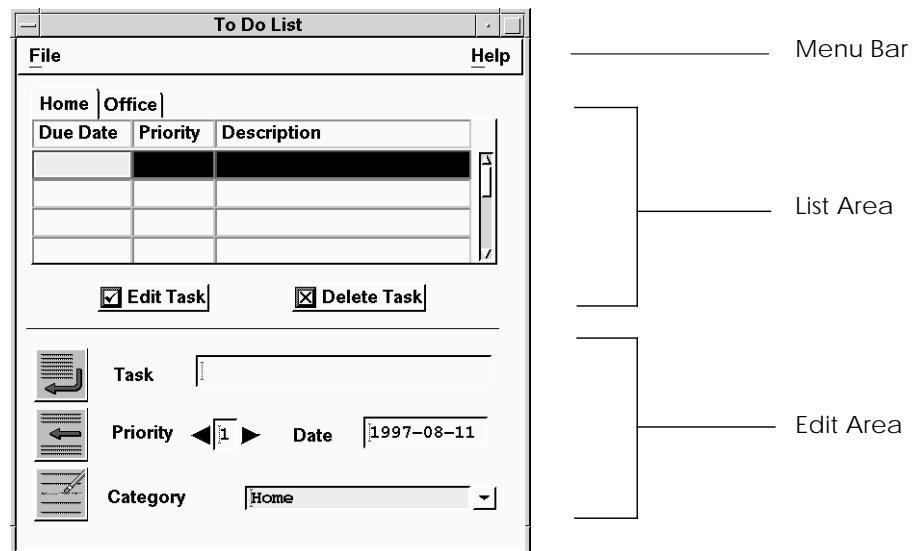 To Do List
File Help
Menu Bar
Home Office
Due Date Priority Description
List Area
Edit Task Delete Task
Task
Priority 1 Date 1997-08-11
Edit Area
Category Home